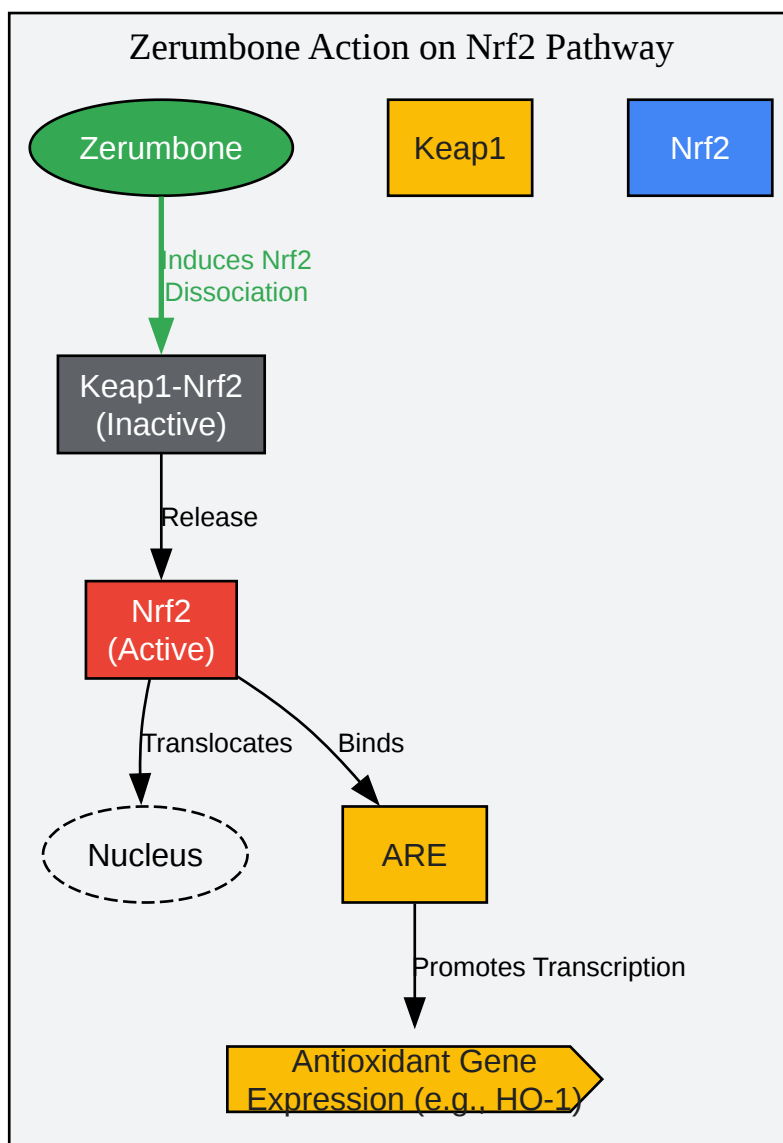 Zerumbone Action on Nrf2 Pathway
Zerumbone
Keap1
Nrf2
Induces Nrf2
Dissociation
Keap1-Nrf2
(Inactive)
Release
Nrf2
(Active)
Translocates
Binds
Nucleus
ARE
Promotes Transcription
Antioxidant Gene
Expression (e.g., HO-1)